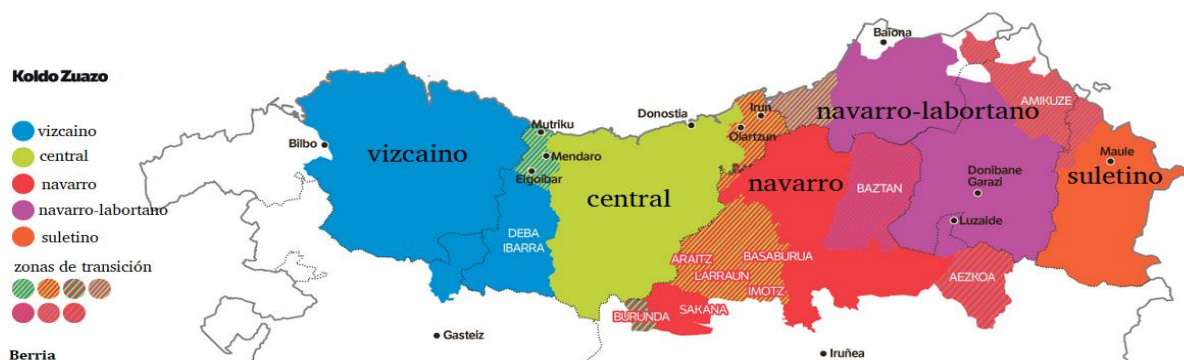 Koldo Zuazo
vizcaino
central
navarro
navarro-labortano
suletino
zonas de transición
Berria
Bilbo
vizcaino
Mutriku
Mendaro
Elgoibar
DEBA
IBARRA
Gasteiz
Donostia
central
Irun
Oiartzun
navarro
BAZTAN
ARAITZ
LARRAUN
BASABURUA
IMOTZ
BURUNDA
SAKANA
Iruñea
Baiona
navarro-labortano
AMIKUZE
Donibane
Garazi
Luzaide
AEZKOA
Maule
suletino